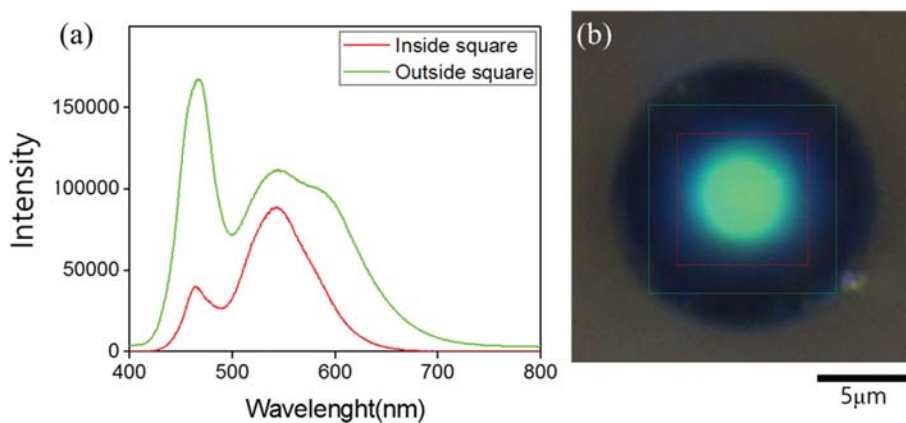 (a)
Inside square
Outside square
150000
100000
50000
0
Intensity
400 500 600 700 800
Wavelenght(nm)
(b)
5μm